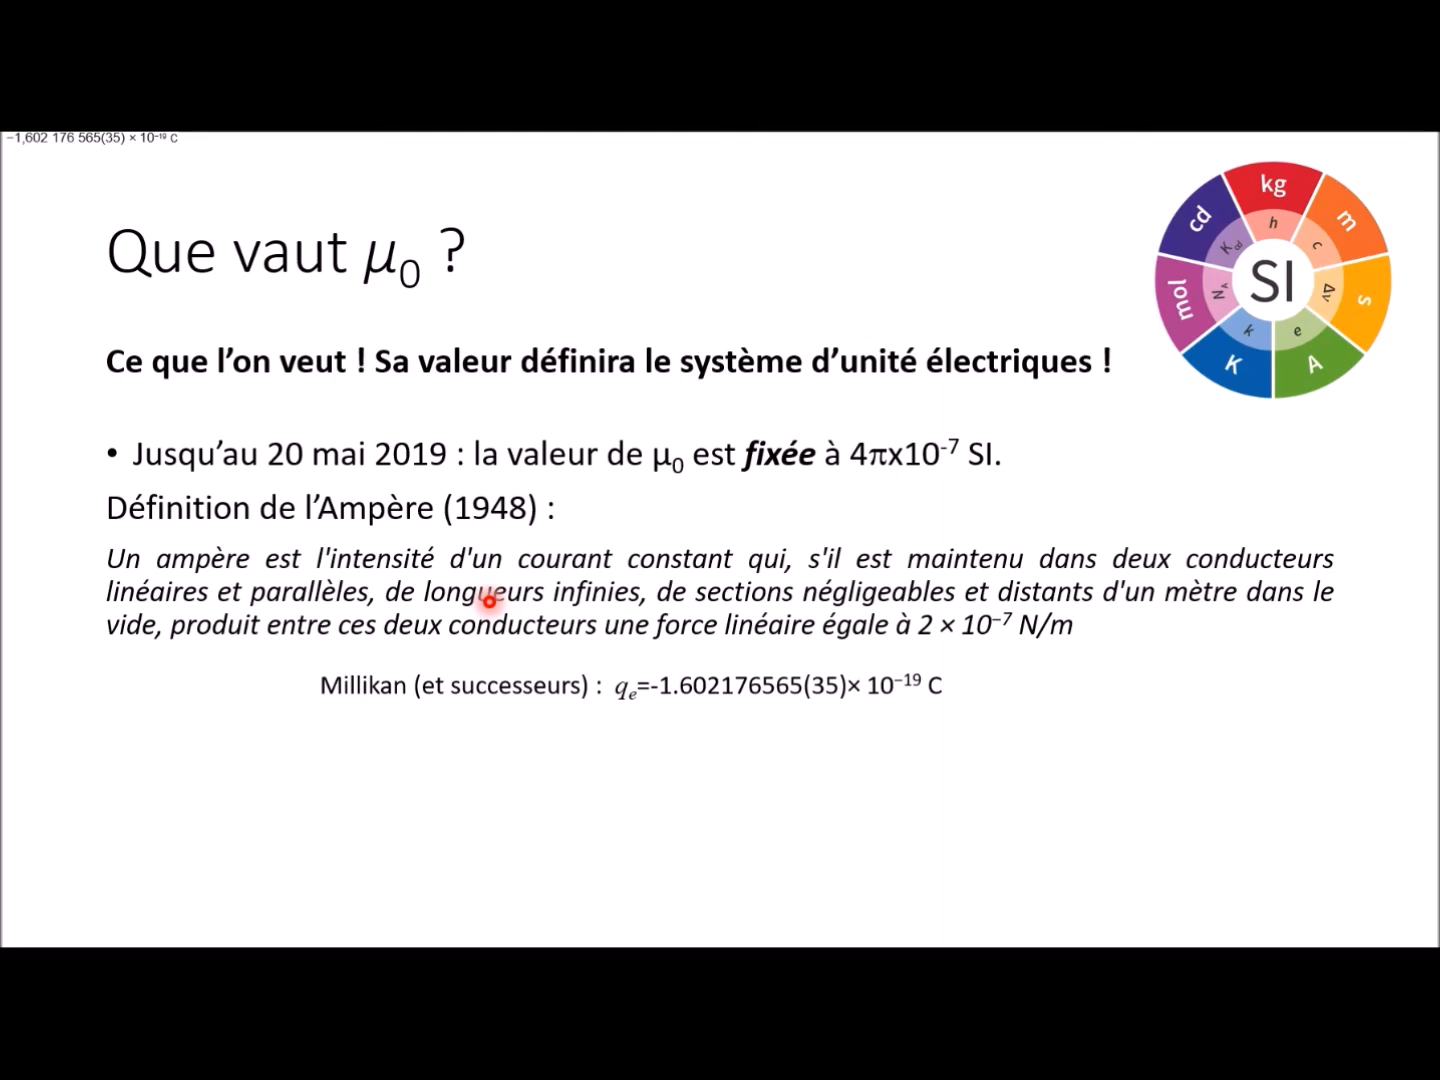 −1,602 176 565(35) × 10⁻¹⁹ C
Que vaut μ₀ ?
kg
m
s
A
K
mol
cd
h
c
Δν
e
k
N_A
K_cd
SI
Ce que l’on veut ! Sa valeur définira le système d’unité électriques !
• Jusqu’au 20 mai 2019 : la valeur de μ₀ est fixée à 4πx10⁻⁷ SI.
Définition de l’Ampère (1948) :
Un ampère est l'intensité d'un courant constant qui, s'il est maintenu dans deux conducteurs
linéaires et parallèles, de longueurs infinies, de sections négligeables et distants d'un mètre dans le
vide, produit entre ces deux conducteurs une force linéaire égale à 2 × 10⁻⁷ N/m
Millikan (et successeurs) : qₑ=-1.602176565(35)× 10⁻¹⁹ C